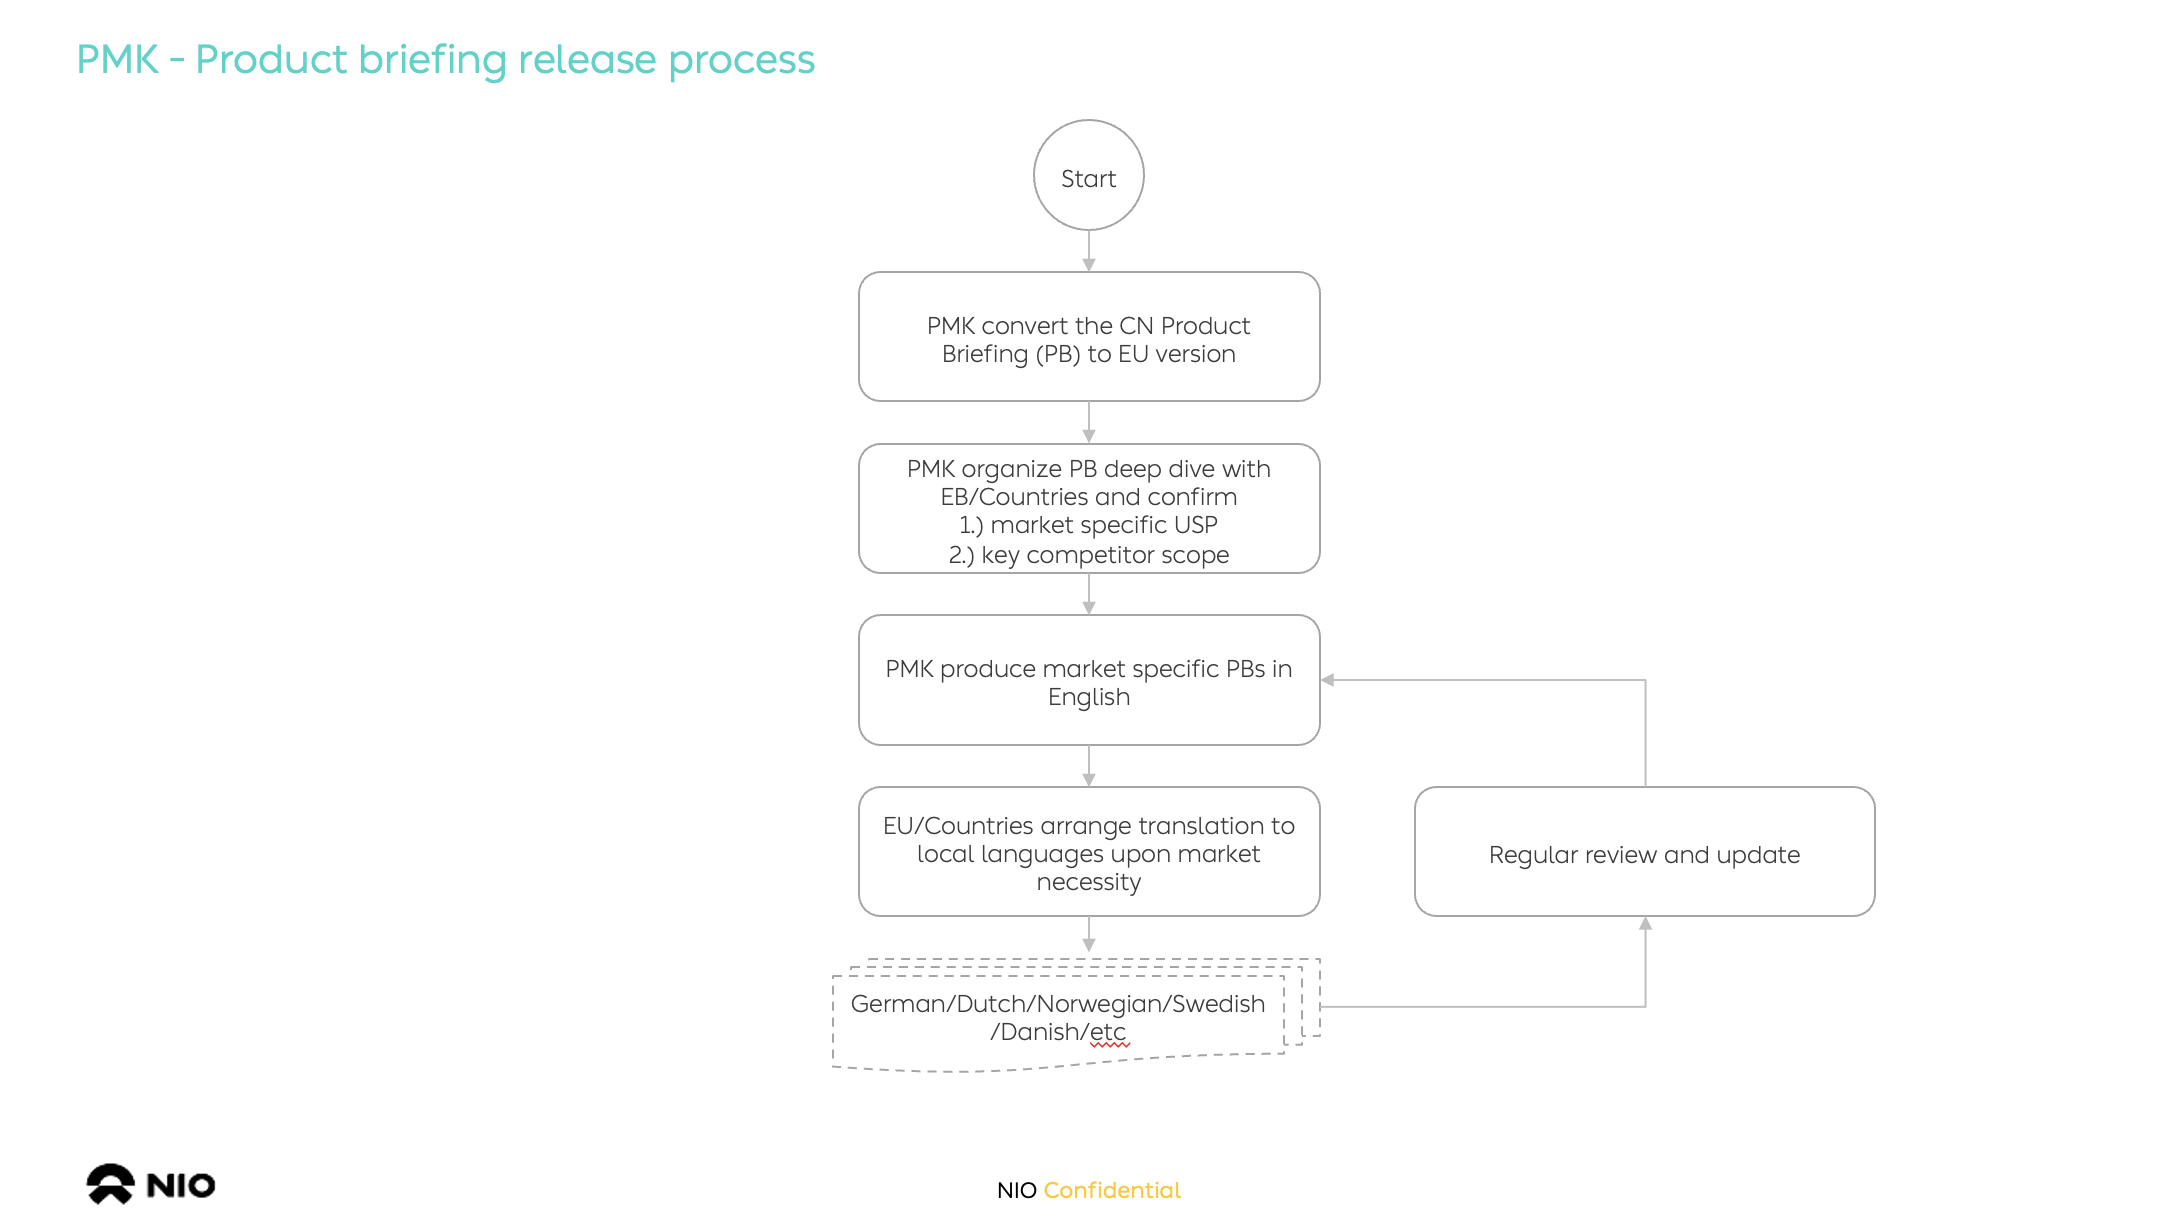 PMK - Product briefing release process
Start
PMK convert the CN Product
Briefing (PB) to EU version
PMK organize PB deep dive with
EB/Countries and confirm
1.) market specific USP
2.) key competitor scope
PMK produce market specific PBs in
English
EU/Countries arrange translation to
local languages upon market
necessity
Regular review and update
German/Dutch/Norwegian/Swedish
/Danish/etc
NIO
NIO Confidential